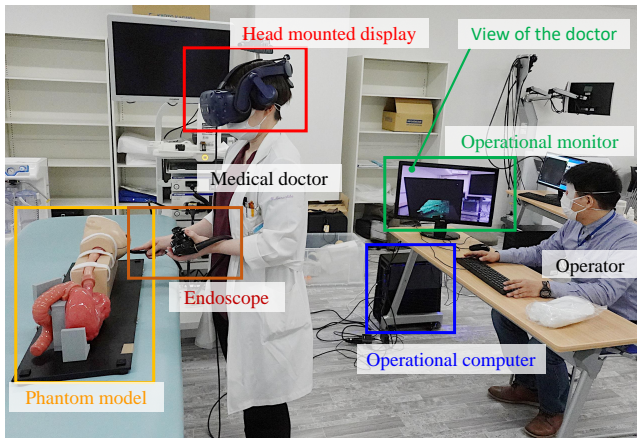 Head mounted display
View of the doctor
Operational monitor
Medical doctor
Operator
Endoscope
Operational computer
Phantom model